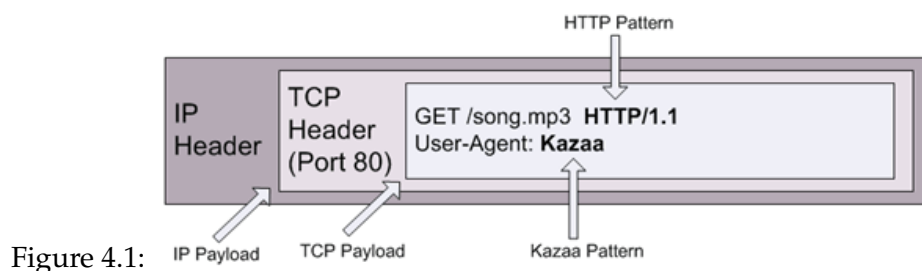 HTTP Pattern
IP
Header
TCP
Header
(Port 80)
GET /song.mp3 HTTP/1.1
User-Agent: Kazaa
Figure 4.1:
IP Payload
TCP Payload
Kazaa Pattern